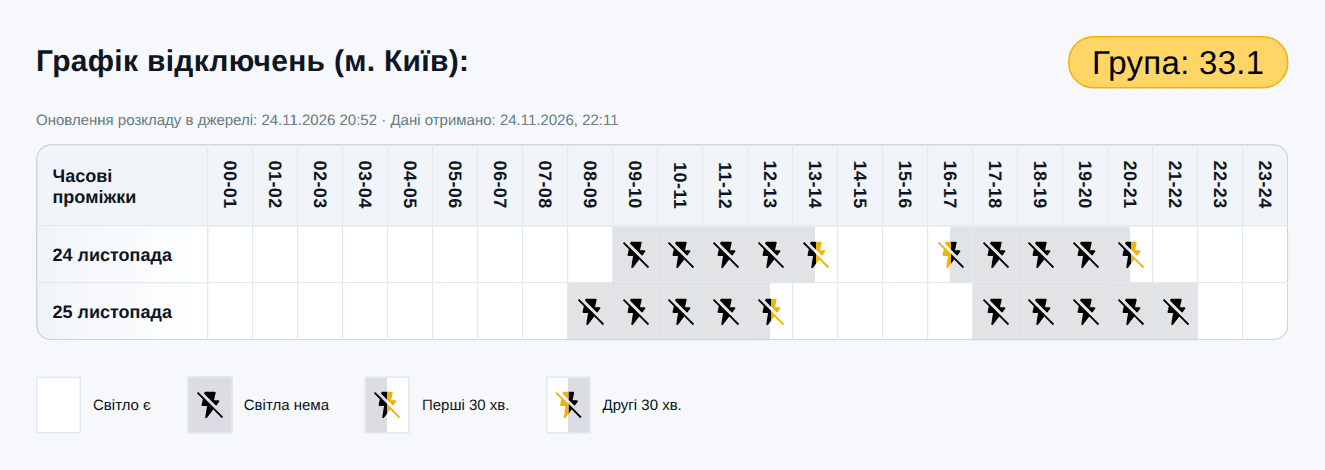 Графік відключень (м. Київ):
Група: 33.1
Оновлення розкладу в джерелі: 24.11.2026 20:52 · Дані отримано: 24.11.2026, 22:11
Часові
проміжки
00-01
01-02
02-03
03-04
04-05
05-06
06-07
07-08
08-09
09-10
10-11
11-12
12-13
13-14
14-15
15-16
16-17
17-18
18-19
19-20
20-21
21-22
22-23
23-24
24 листопада
25 листопада
Світло є
Світла нема
Перші 30 хв.
Другі 30 хв.